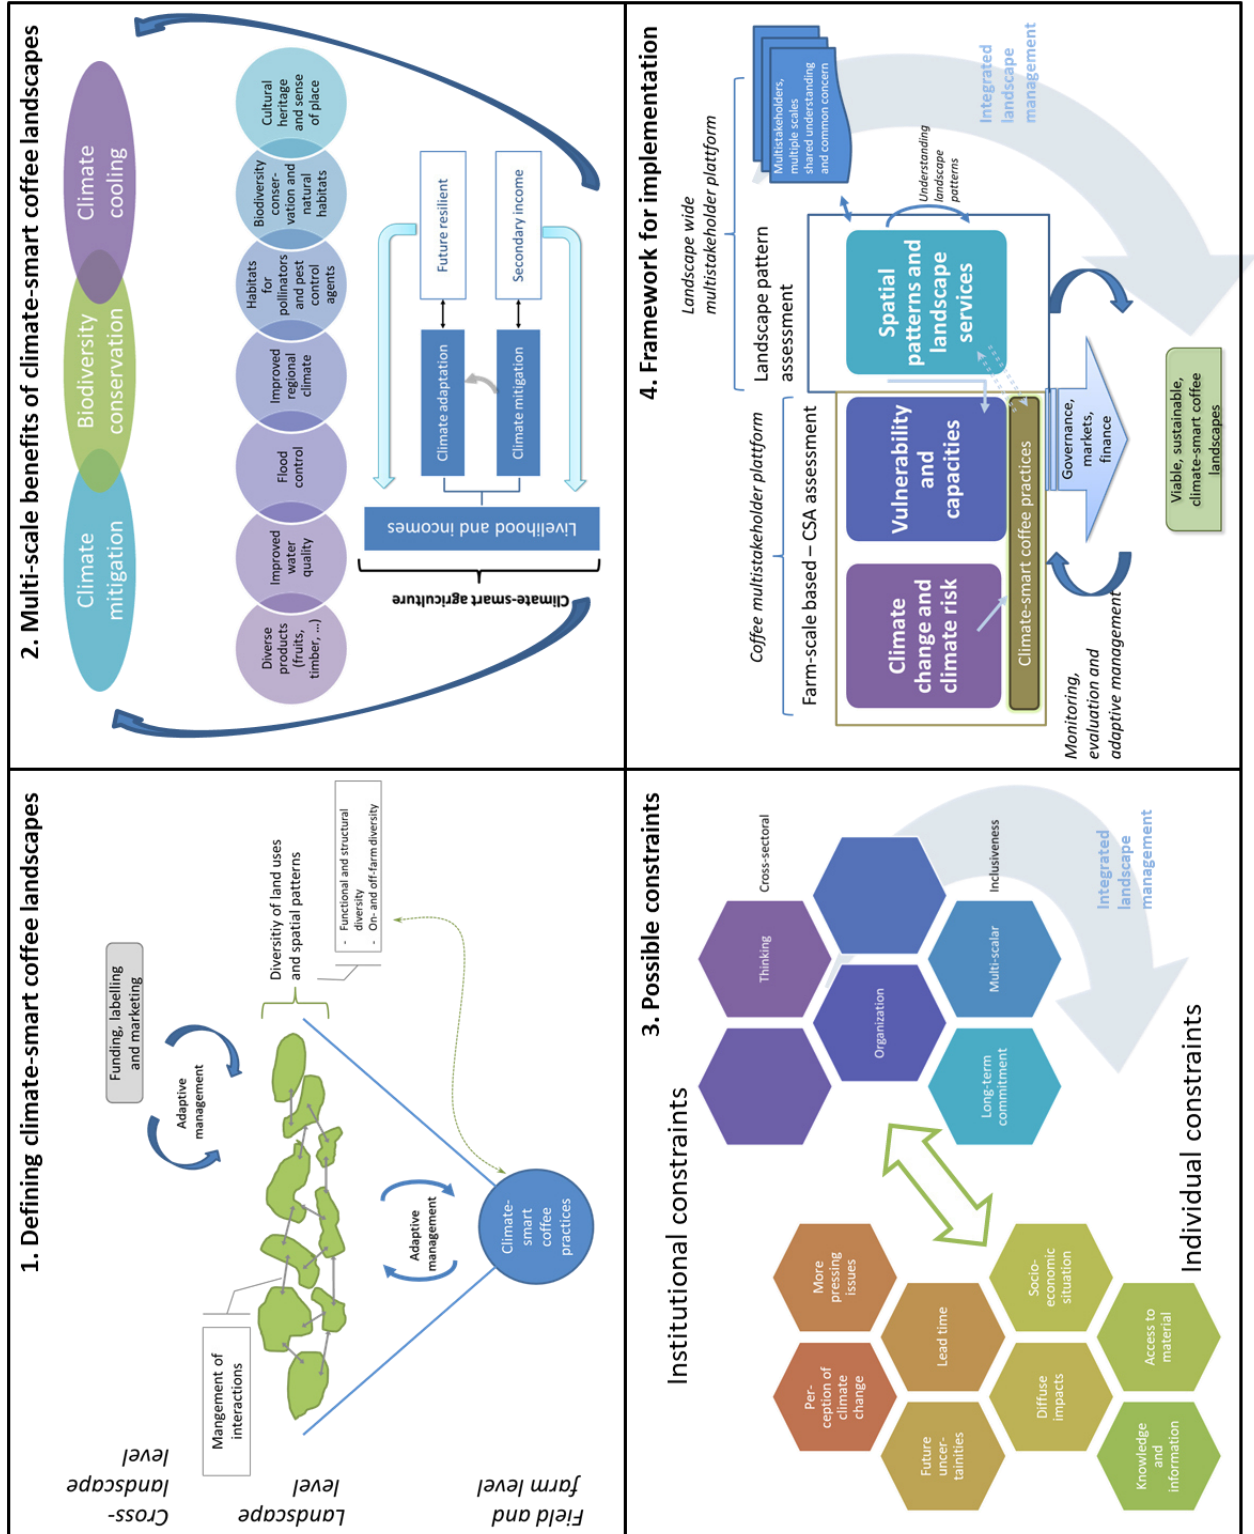 1. Defining climate-smart coffee landscapes
Cross-
landscape
level
Funding, labelling
and marketing
Adaptive
management
Mangement of
interactions
Landscape
level
Diversitiy of land uses
and spatial patterns
- Functional and structural
diversity
- On- and off-farm diversity
Adaptive
management
Field and
farm level
Climate-
smart
coffee
practices
2. Multi-scale benefits of climate-smart coffee landscapes
Climate
mitigation
Biodiversity
conservation
Climate
cooling
Diverse
products
(fruits,
timber, ...)
Improved
water
quality
Flood
control
Improved
regional
climate
Habitats
for
pollinators
and pest
control
agents
Biodiversity
conser-
vation and
natural
habitats
Cultural
heritage
and sense
of place
Climate-smart agriculture
Livelihood and incomes
Climate adaptation
Climate mitigation
Future resilient
Secondary income
3. Possible constraints
Institutional constraints
Per-
ception of
climate
change
More
pressing
issues
Future
uncer-
tainities
Lead time
Diffuse
impacts
Socio-
economic
situation
Knowledge
and
information
Access to
material
Individual constraints
Thinking
Cross-sectoral
Organization
Long-term
commitment
Multi-scalar
Inclusiveness
Integrated
landscape
management
4. Framework for implementation
Landscape wide
multistakeholder plattform
Coffee multistakeholder plattform
Farm-scale based – CSA assessment
Landscape pattern
assessment
Multistakeholders,
multiple scales
shared understanding
and common concern
Climate
change and
climate risk
Vulnerability
and
capacities
Spatial
patterns and
landscape
services
Understanding
landscape
patterns
Integrated
landscape
management
Climate-smart coffee practices
Monitoring,
evaluation and
adaptive management
Governance,
markets,
finance
Viable, sustainable,
climate-smart coffee
landscapes